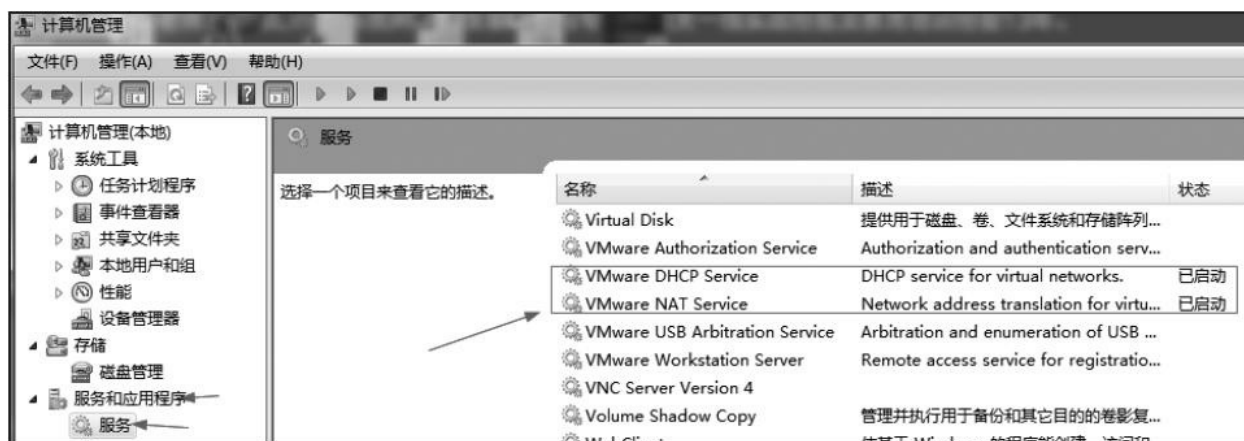 计算机管理
文件(F) 操作(A) 查看(V) 帮助(H)
计算机管理(本地)
系统工具
任务计划程序
事件查看器
共享文件夹
本地用户和组
性能
设备管理器
存储
磁盘管理
服务和应用程序
服务
服务
选择一个项目来查看它的描述。
名称 描述 状态
Virtual Disk 提供用于磁盘、卷、文件系统和存储阵列...
VMware Authorization Service Authorization and authentication serv...
VMware DHCP Service DHCP service for virtual networks. 已启动
VMware NAT Service Network address translation for virtu... 已启动
VMware USB Arbitration Service Arbitration and enumeration of USB ...
VMware Workstation Server Remote access service for registratio...
VNC Server Version 4
Volume Shadow Copy 管理并执行用于备份和其它目的的卷影复...